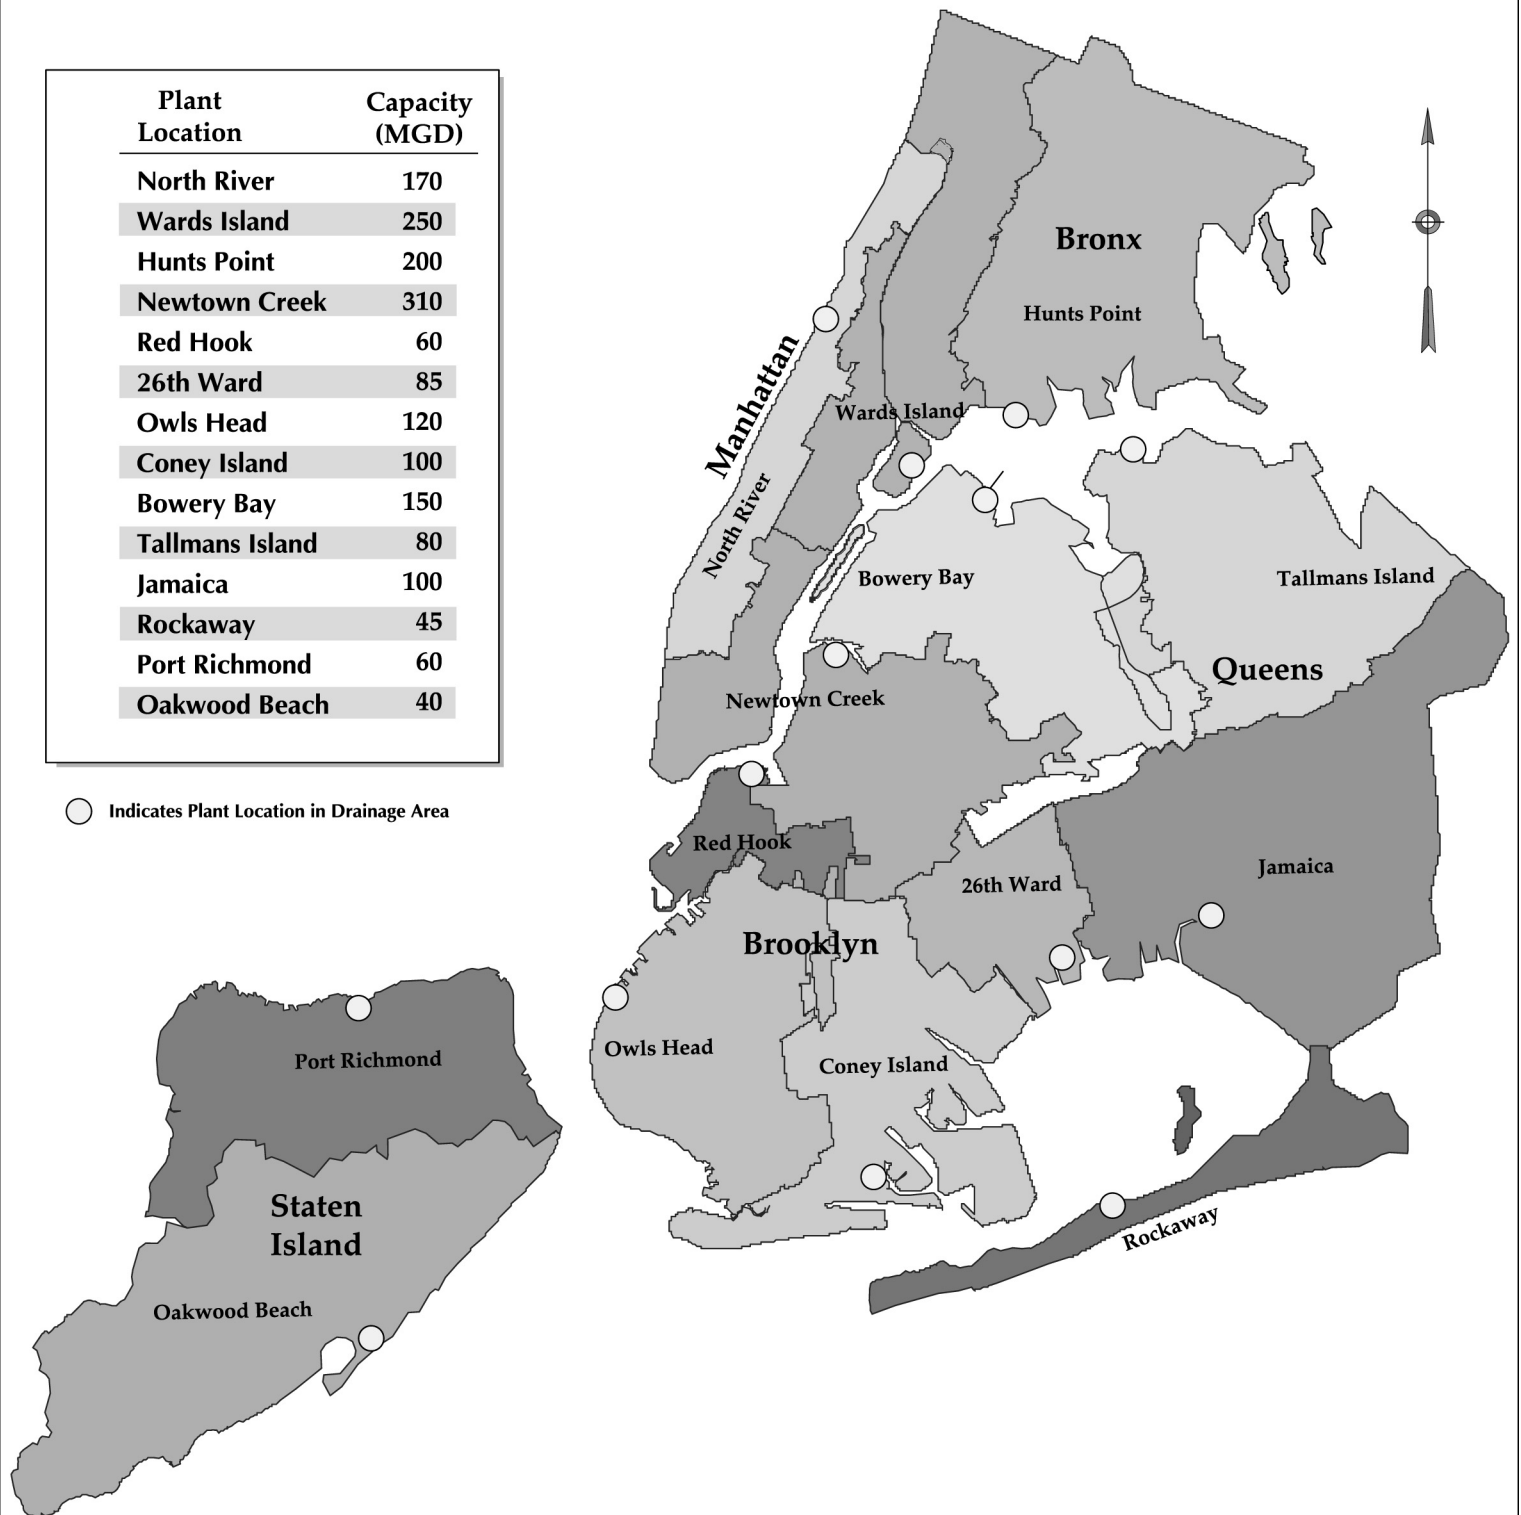 Plant Location
Capacity (MGD)
North River 170
Wards Island 250
Hunts Point 200
Newtown Creek 310
Red Hook 60
26th Ward 85
Owls Head 120
Coney Island 100
Bowery Bay 150
Tallmans Island 80
Jamaica 100
Rockaway 45
Port Richmond 60
Oakwood Beach 40
Indicates Plant Location in Drainage Area
Bronx
Hunts Point
Manhattan
Wards Island
North River
Bowery Bay
Tallmans Island
Queens
Newtown Creek
Red Hook
Jamaica
26th Ward
Brooklyn
Owls Head
Coney Island
Port Richmond
Staten
Island
Rockaway
Oakwood Beach